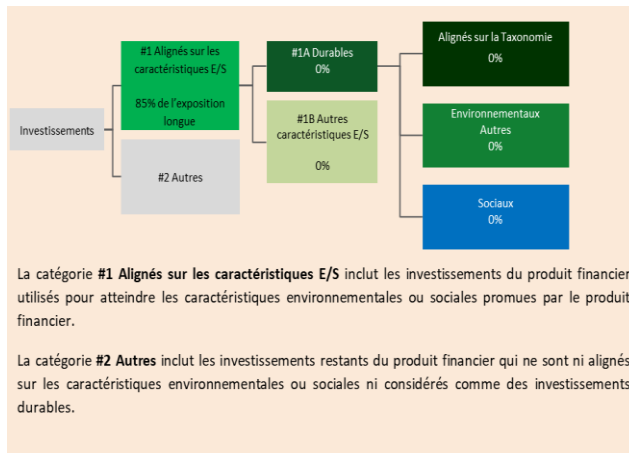 Investissements
#1 Alignés sur les
caractéristiques E/S
85% de l'exposition
longue
#2 Autres
#1A Durables
0%
#1B Autres
caractéristiques E/S
0%
Alignés sur la Taxonomie
0%
Environnementaux
Autres
0%
Sociaux
0%
La catégorie #1 Alignés sur les caractéristiques E/S inclut les investissements du produit financier
utilisés pour atteindre les caractéristiques environnementales ou sociales promues par le produit
financier.
La catégorie #2 Autres inclut les investissements restants du produit financier qui ne sont ni alignés
sur les caractéristiques environnementales ou sociales ni considérés comme des investissements
durables.